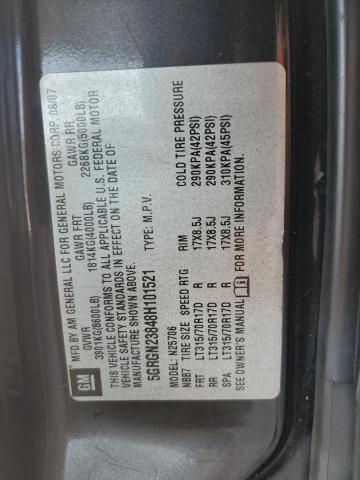 GM
MFD BY AM GENERAL LLC FOR GENERAL MOTORS CORP. 08/07
GVWR GAWR FRT GAWR RR
3901KG(8600LB) 1814KG(4000LB) 2268KG(5000LB)
THIS VEHICLE CONFORMS TO ALL APPLICABLE U.S. FEDERAL MOTOR
VEHICLE SAFETY STANDARDS IN EFFECT ON THE DATE OF
MANUFACTURE SHOWN ABOVE.
5GRGN23848H101521 TYPE: M.P.V.
MODEL: N25706
NBB7 TIRE SIZE SPEED RTG RIM COLD TIRE PRESSURE
FRT LT315/70R17D R 17X8.5J 290KPA(42PSI)
RR LT315/70R17D R 17X8.5J 290KPA(42PSI)
SPA LT315/70R17D R 17X8.5J 310KPA(45PSI)
SEE OWNER'S MANUAL FOR MORE INFORMATION.